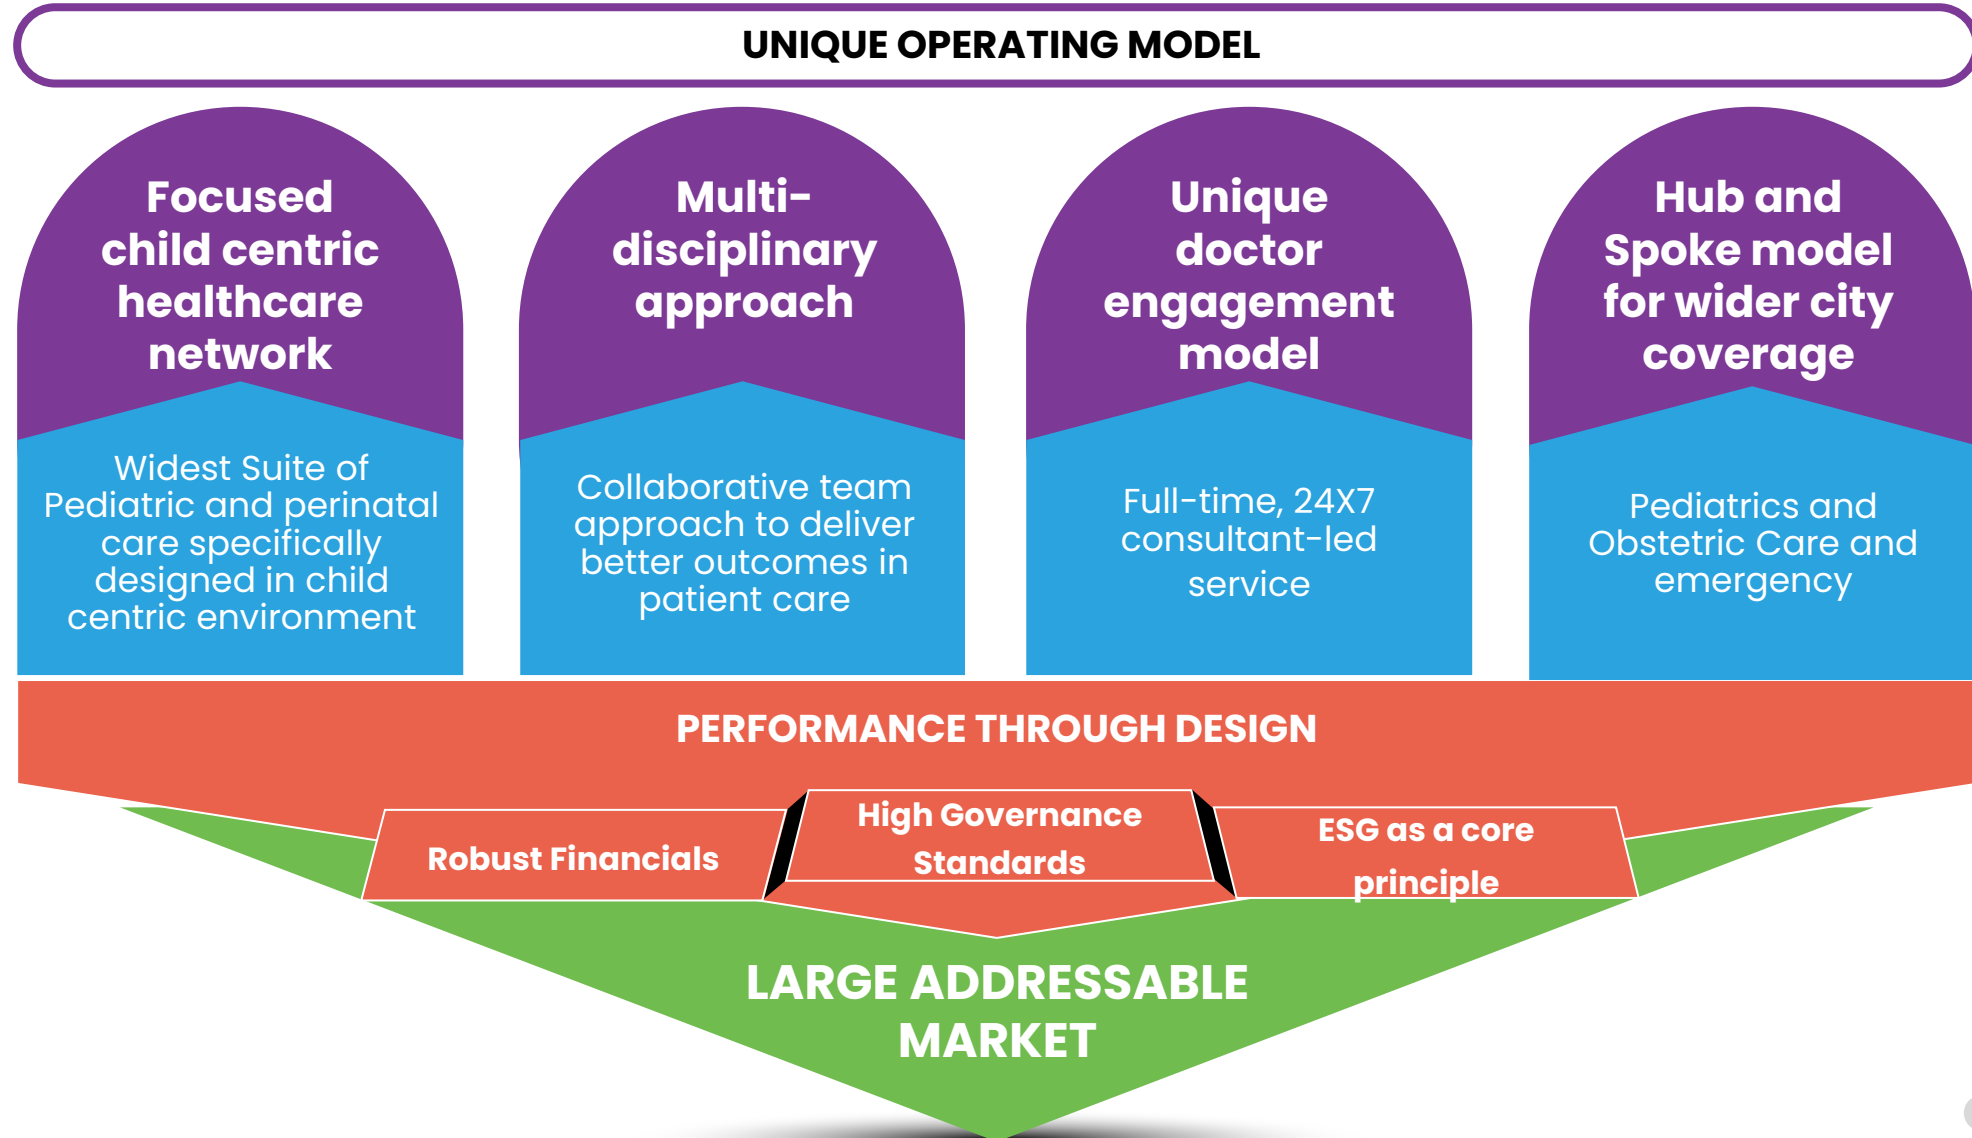 UNIQUE OPERATING MODEL
Focused
child centric
healthcare
network
Widest Suite of
Pediatric and perinatal
care specifically
designed in child
centric environment
Multi-
disciplinary
approach
Collaborative team
approach to deliver
better outcomes in
patient care
Unique
doctor
engagement
model
Full-time, 24X7
consultant-led
service
Hub and
Spoke model
for wider city
coverage
Pediatrics and
Obstetric Care and
emergency
PERFORMANCE THROUGH DESIGN
Robust Financials
High Governance
Standards
ESG as a core
principle
LARGE ADDRESSABLE
MARKET